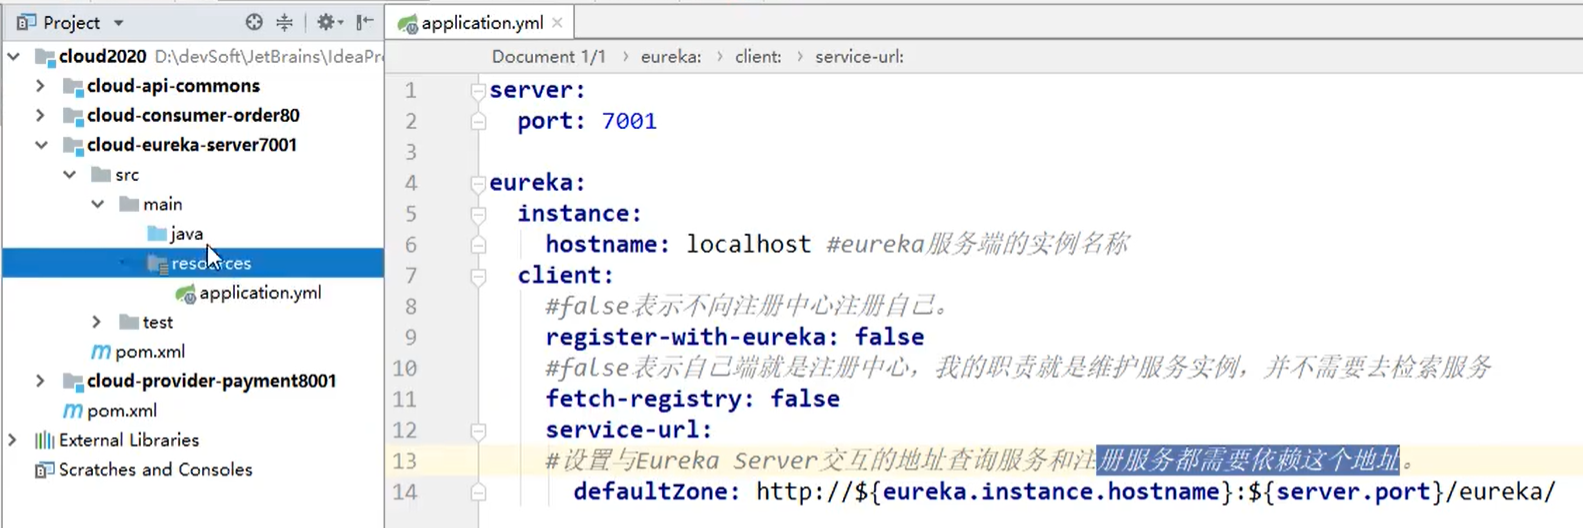 Project
application.yml
cloud2020 D:\devSoft\JetBrains\IdeaPr
cloud-api-commons
cloud-consumer-order80
cloud-eureka-server7001
src
main
java
resources
application.yml
test
pom.xml
cloud-provider-payment8001
pom.xml
External Libraries
Scratches and Consoles
Document 1/1 › eureka: › client: › service-url:
1 server:
2 port: 7001
3
4 eureka:
5 instance:
6 hostname: localhost #eureka服务端的实例名称
7 client:
8 #false表示不向注册中心注册自己。
9 register-with-eureka: false
10 #false表示自己端就是注册中心，我的职责就是维护服务实例，并不需要去检索服务
11 fetch-registry: false
12 service-url:
13 #设置与Eureka Server交互的地址查询服务和注册服务都需要依赖这个地址。
14 defaultZone: http://${eureka.instance.hostname}:${server.port}/eureka/